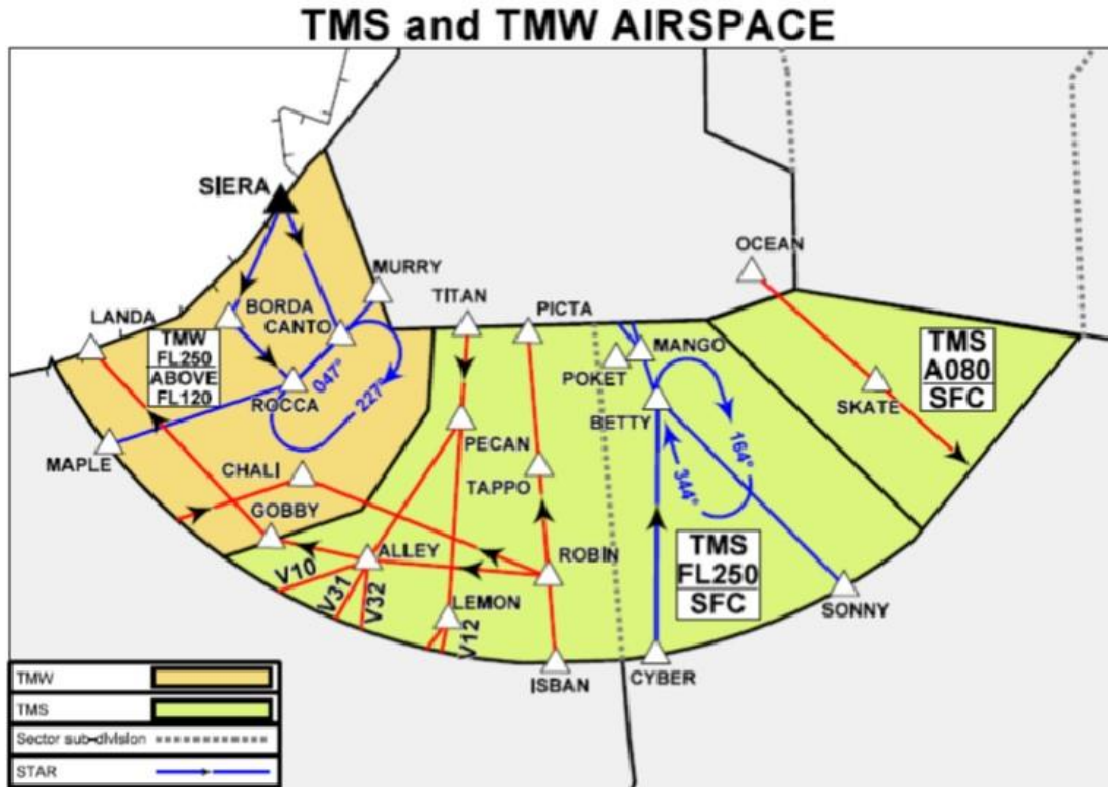 TMS and TMW AIRSPACE
SIERA
OCEAN
MURRY
TITAN
PICTA
LANDA
BORDA
CANTO
TMW
FL250
ABOVE
FL120
047°
227°
ROCCA
POKET
MANGO
BETTY
TMS
A080
SFC
SKATE
MAPLE
CHALI
GOBBY
PECAN
TAPPO
164°
344°
ALLEY
ROBIN
V10
V31
V32
LEMON
V12
TMS
FL250
SFC
SONNY
ISBAN
CYBER
TMW
TMS
Sector sub-division
STAR